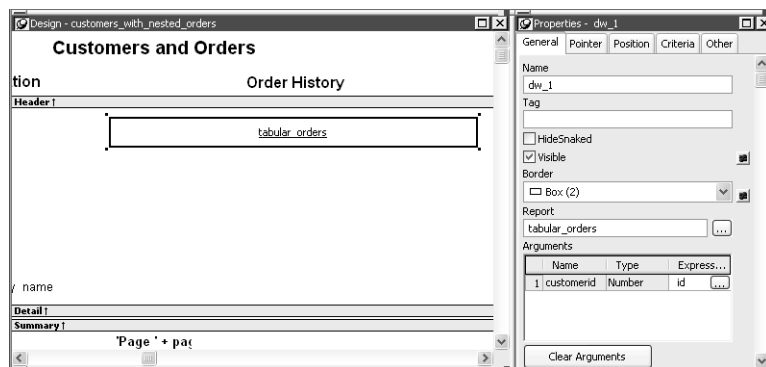 Design - customers_with_nested_orders
Customers and Orders
tion
Order History
Header ↑
tabular_orders
y name
Detail ↑
Summary ↑
'Page ' + pag
Properties - dw_1
General Pointer Position Criteria Other
Name
dw_1
Tag
HideSnaked
Visible
Border
Box (2)
Report
tabular_orders
...
Arguments
Name Type Express...
1 customerid Number id ...
Clear Arguments